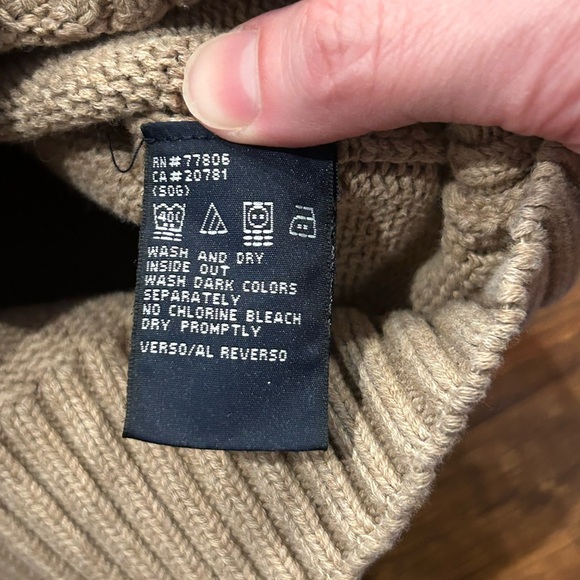 RN#77806
CA#20781
(SOG)
40C
WASH AND DRY
INSIDE OUT
WASH DARK COLORS
SEPARATELY
NO CHLORINE BLEACH
DRY PROMPTLY
VERSO/AL REVERSO